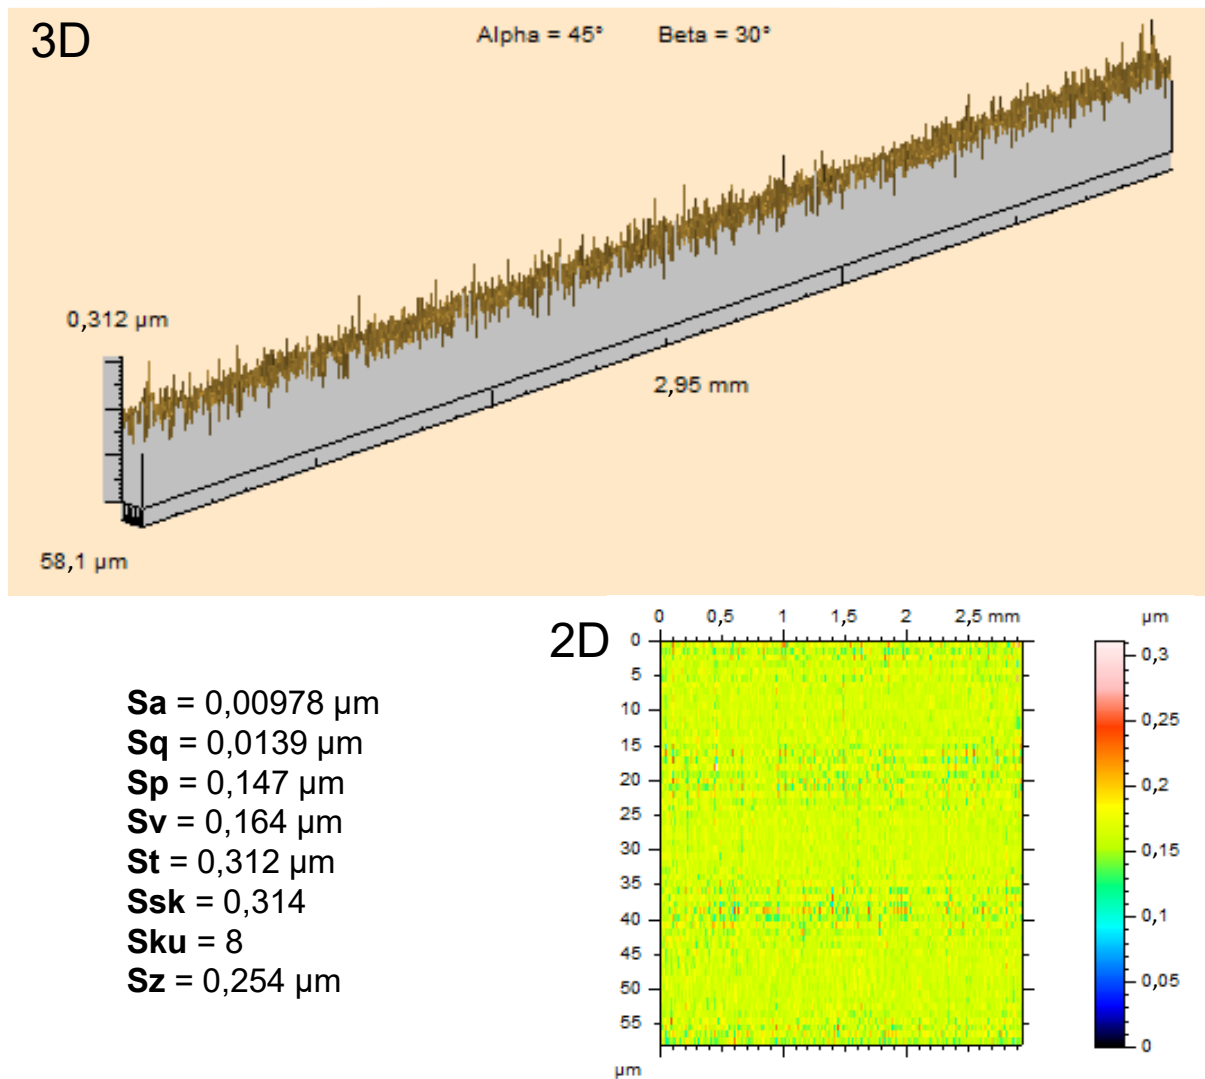 3D
Alpha = 45° Beta = 30°
0,312 µm
2,95 mm
58,1 µm
2D
0 0,5 1 1,5 2 2,5 mm
µm
0
5
10
15
20
25
30
35
40
45
50
55
µm
0,3
0,25
0,2
0,15
0,1
0,05
0
Sa = 0,00978 µm
Sq = 0,0139 µm
Sp = 0,147 µm
Sv = 0,164 µm
St = 0,312 µm
Ssk = 0,314
Sku = 8
Sz = 0,254 µm